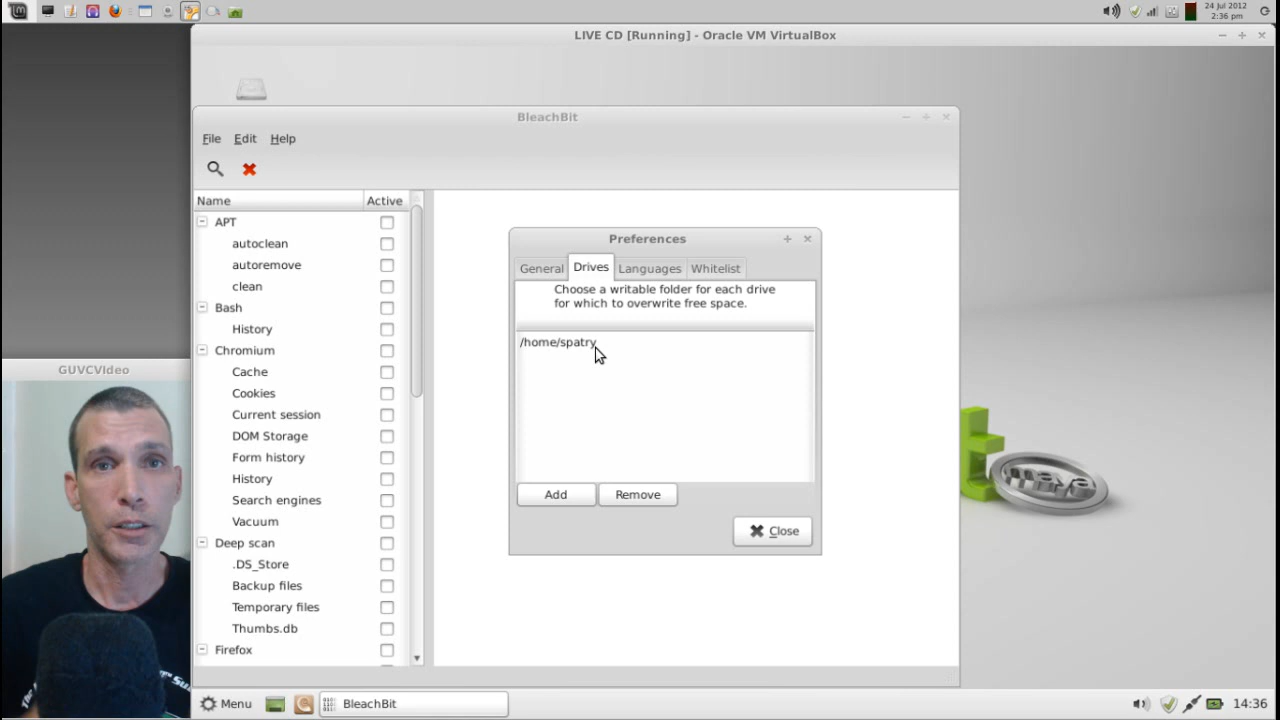 24 Jul 2012
2:36 pm
LIVE CD [Running] - Oracle VM VirtualBox
BleachBit
File Edit Help
Name Active
APT
autoclean
autoremove
clean
Bash
History
Chromium
Cache
Cookies
Current session
DOM Storage
Form history
History
Search engines
Vacuum
Deep scan
.DS_Store
Backup files
Temporary files
Thumbs.db
Firefox
Preferences
General Drives Languages Whitelist
Choose a writable folder for each drive
for which to overwrite free space.
/home/spatry
Add Remove
Close
maya
GUVCVideo
Menu BleachBit 14:36